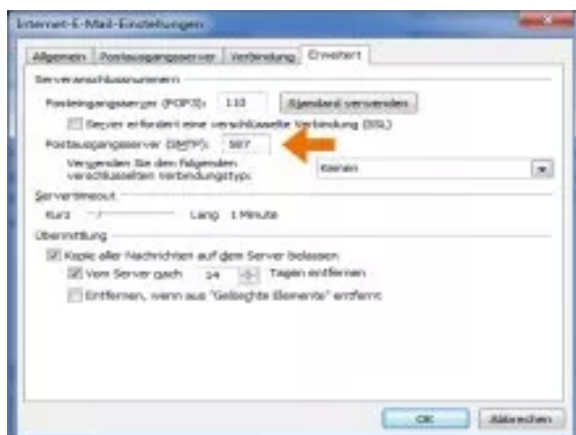 Internet-E-Mail-Einstellungen
Allgemein Postausgangsserver Verbindung Erweitert
Serveranschlussnummern
Posteingangsserver (POP3): 110 Standard verwenden
Server erfordert eine verschlüsselte Verbindung (SSL)
Postausgangsserver (SMTP): 587
Verwenden Sie den folgenden
verschlüsselten Verbindungstyp: Keinen
Servertimeout
Kurz Lang 1 Minute
Übermittlung
Kopie aller Nachrichten auf dem Server belassen
Vom Server nach 14 Tagen entfernen
Entfernen, wenn aus "Gelöschte Elemente" entfernt
OK Abbrechen